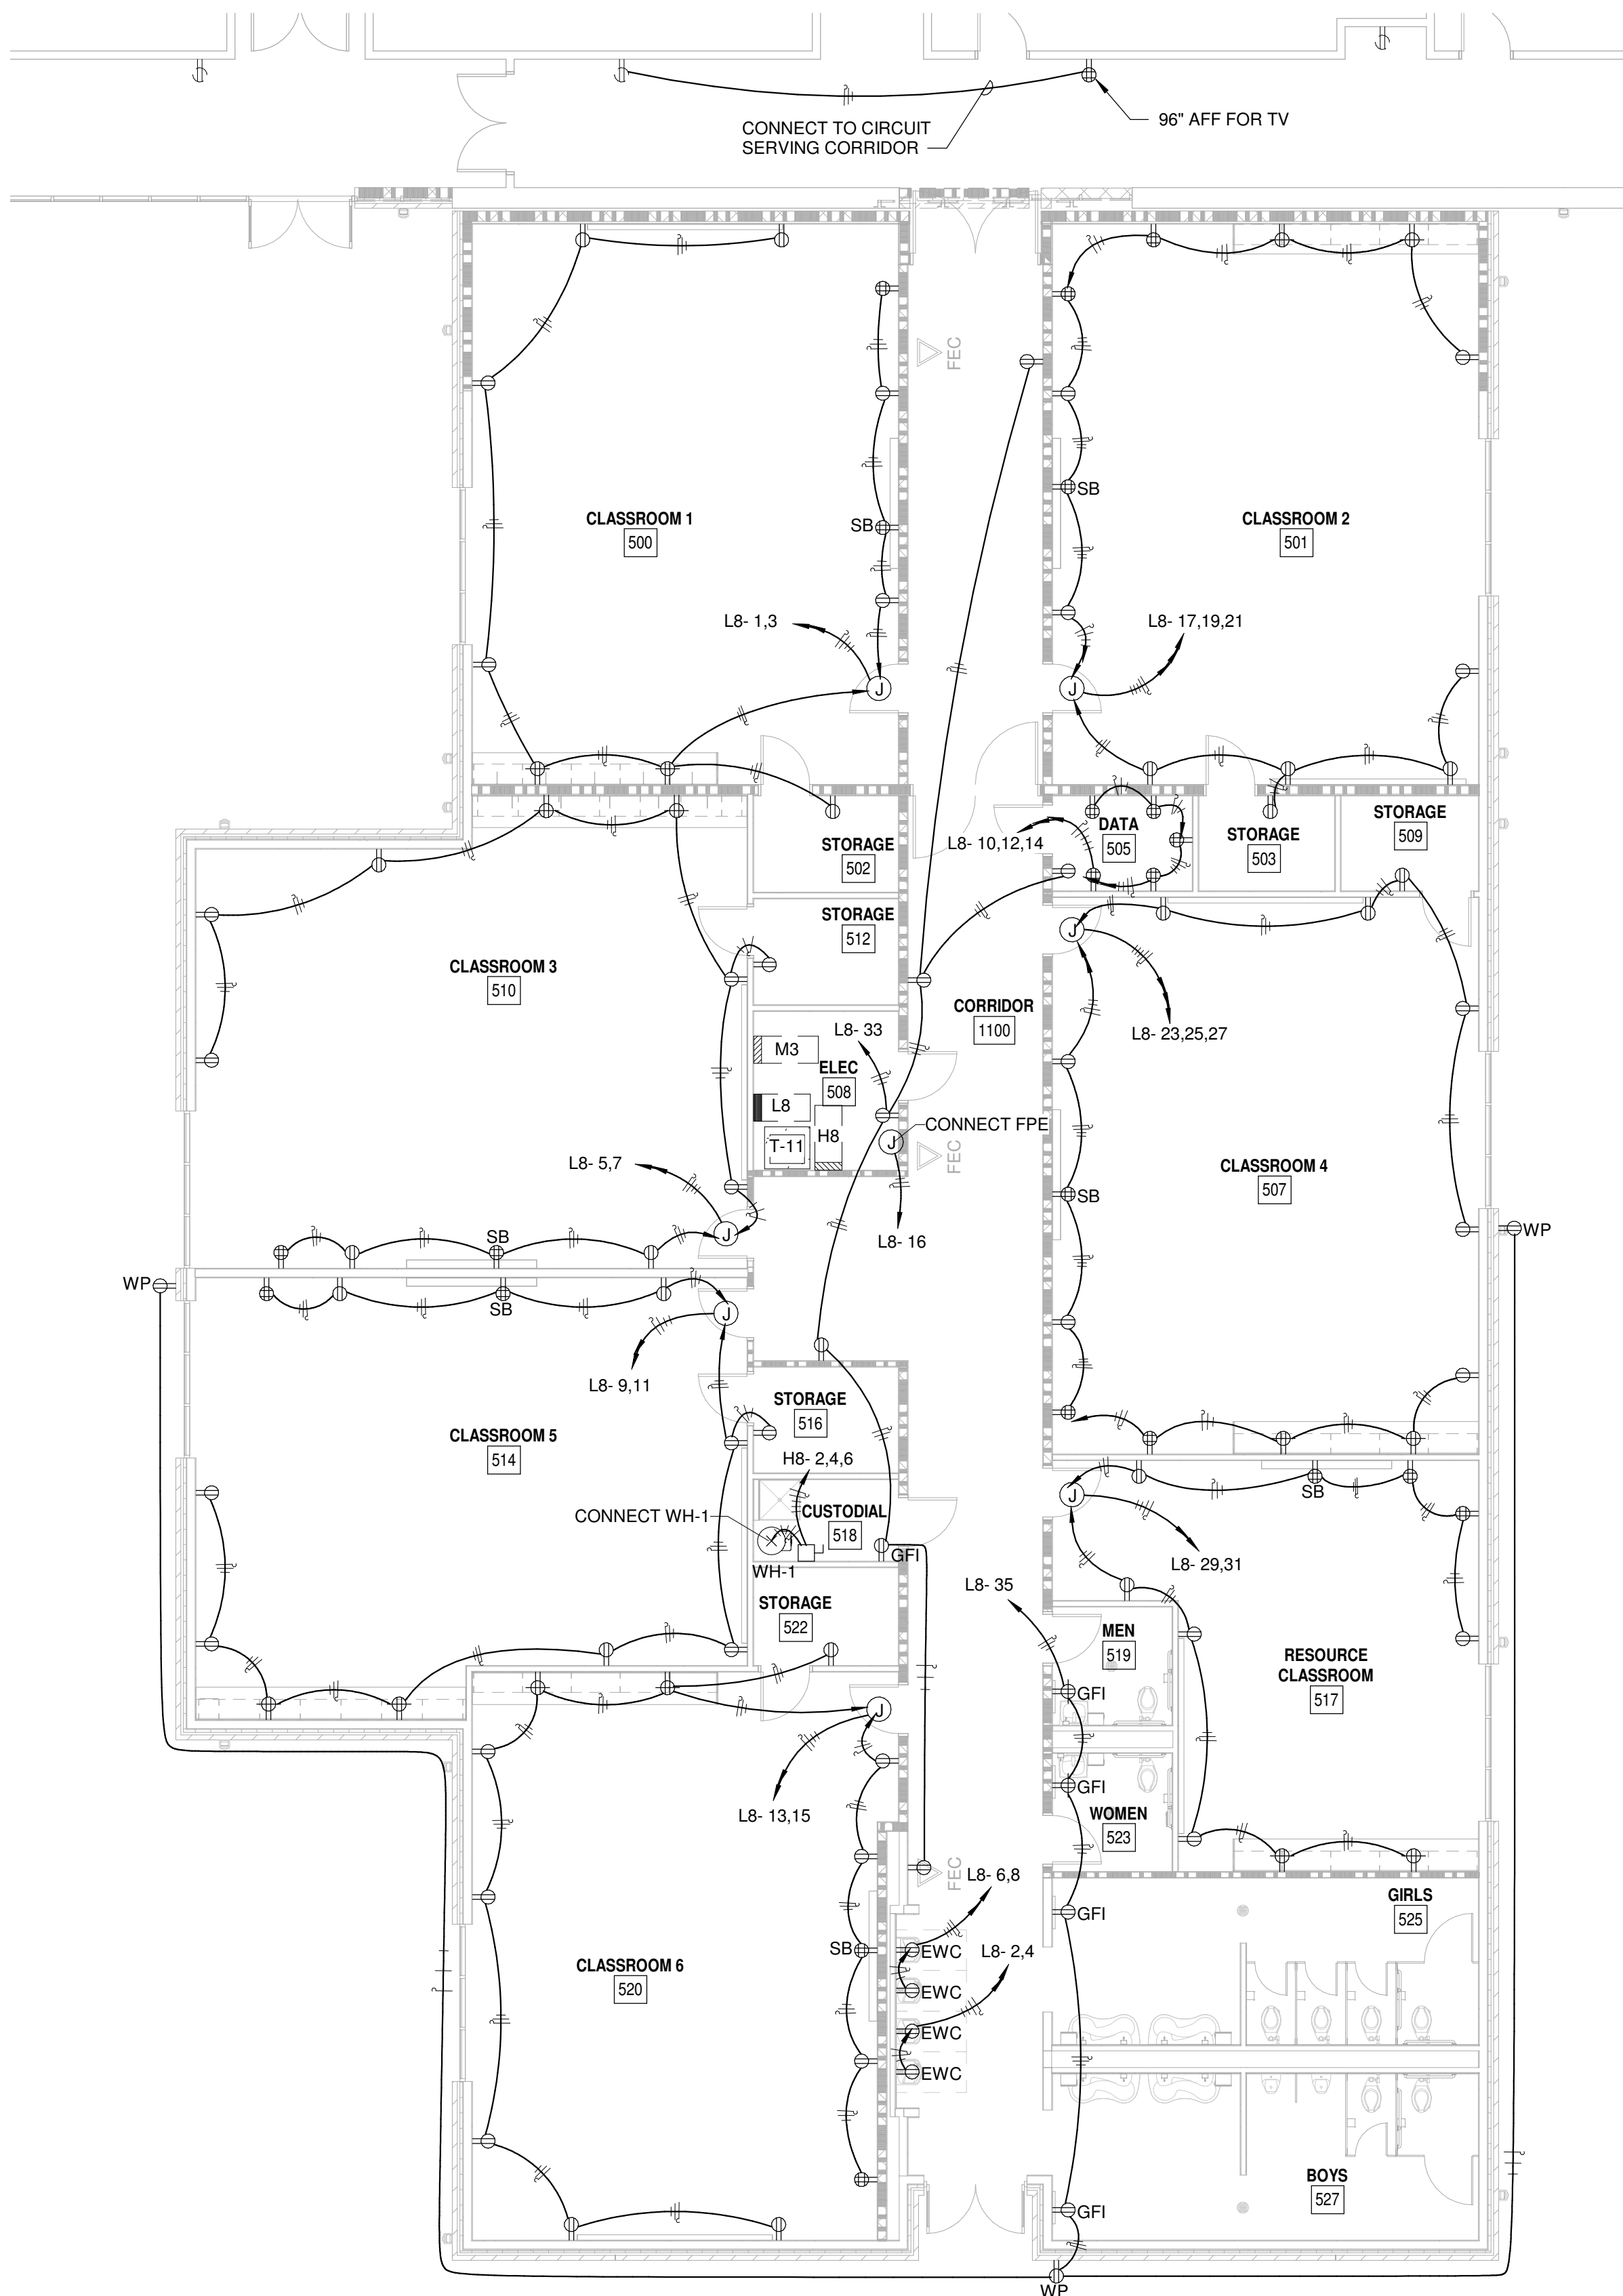 CONNECT TO CIRCUIT
SERVING CORRIDOR
96" AFF FOR TV
FEC
CLASSROOM 1
500
CLASSROOM 2
501
SB
SB
L8- 1,3
L8- 17,19,21
J
J
STORAGE
502
L8- 10,12,14
DATA
505
STORAGE
503
STORAGE
509
STORAGE
512
J
CLASSROOM 3
510
CORRIDOR
1100
L8- 33
L8- 23,25,27
M3
ELEC
508
L8
H8
T-11
J
CONNECT FPE
FEC
L8- 5,7
CLASSROOM 4
507
SB
L8- 16
SB
J
WP
WP
SB
J
L8- 9,11
STORAGE
516
CLASSROOM 5
514
H8- 2,4,6
CONNECT WH-1
CUSTODIAL
518
WH-1
GFI
SB
J
L8- 29,31
L8- 35
STORAGE
522
MEN
519
RESOURCE
CLASSROOM
517
GFI
J
GFI
L8- 13,15
WOMEN
523
FEC
L8- 6,8
GIRLS
525
GFI
CLASSROOM 6
520
SB
EWC
L8- 2,4
EWC
EWC
EWC
BOYS
527
GFI
WP